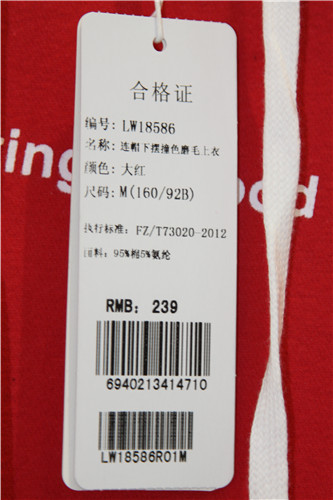 合格证
编号: LW18586
名称: 连帽下摆撞色磨毛上衣
颜色: 大红
尺码: M(160/92B)
执行标准: FZ/T73020-2012
面料: 95%棉5%氨纶
RMB: 239
6940213414710
LW18586R01M
ring
ood